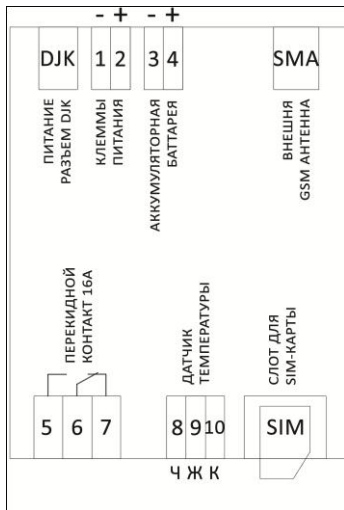 - + - +
DJK 1 2 3 4 SMA
ПИТАНИЕ
РАЗЪЕМ DJK
КЛЕММЫ
ПИТАНИЯ
АККУМУЛЯТОРНАЯ
БАТТАРЕЯ
ВНЕШНЯ
GSM АНТЕННА
ПЕРЕКИДНОЙ
КОНТАКТ 16А
ДАТЧИК
ТЕМПЕРАТУРЫ
СЛОТ ДЛЯ
SIM-КАРТЫ
5 6 7 8 9 10 SIM
Ч Ж К